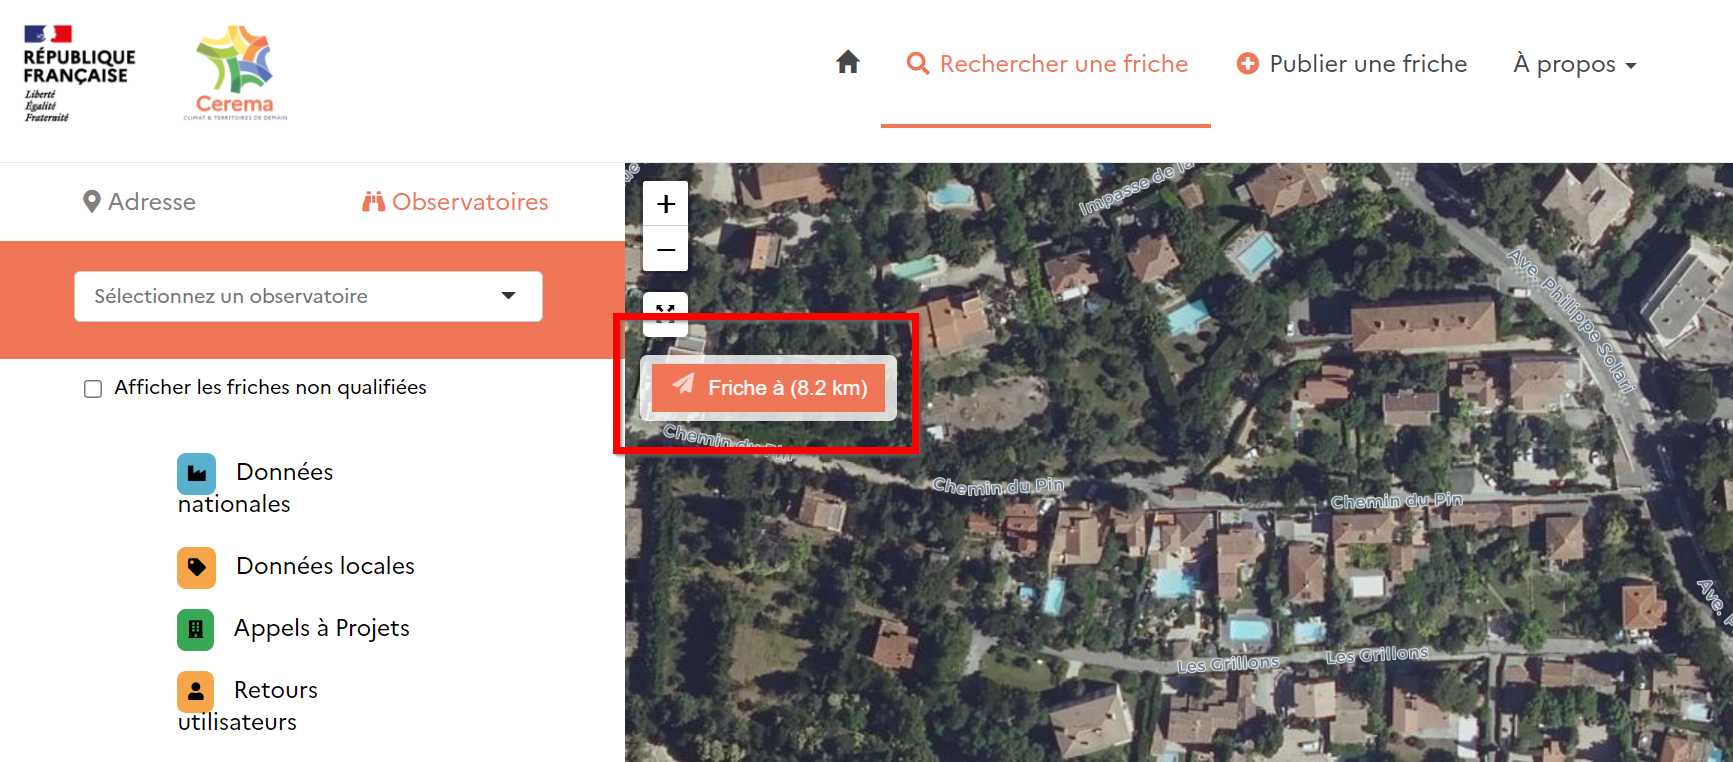 RÉPUBLIQUE
FRANÇAISE
Liberté
Égalité
Fraternité
Cerema
CLIMAT & TERRITOIRES DE DEMAIN
Rechercher une friche
Publier une friche
À propos
Adresse
Observatoires
Sélectionnez un observatoire
Afficher les friches non qualifiées
Données
nationales
Données locales
Appels à Projets
Retours
utilisateurs
+
−
Friche à (8.2 km)
Impasse de la
Ave. Philippe Solari
Chemin du Pin
Chemin du Pin
Chemin du Pin
Les Grillons
Les Grillons
Ave.